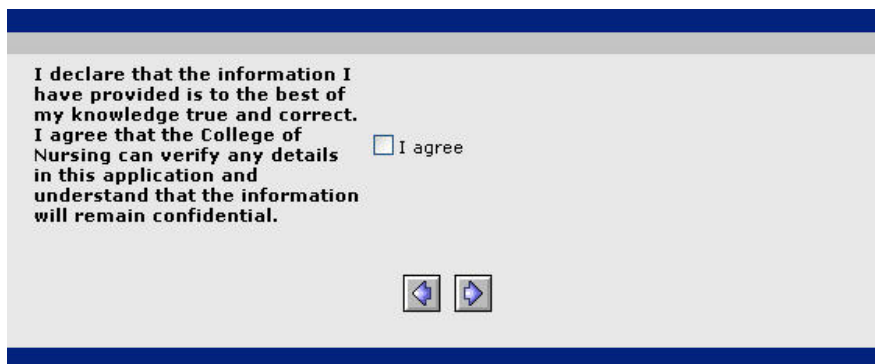 I declare that the information I
have provided is to the best of
my knowledge true and correct.
I agree that the College of
Nursing can verify any details
in this application and
understand that the information
will remain confidential.
I agree